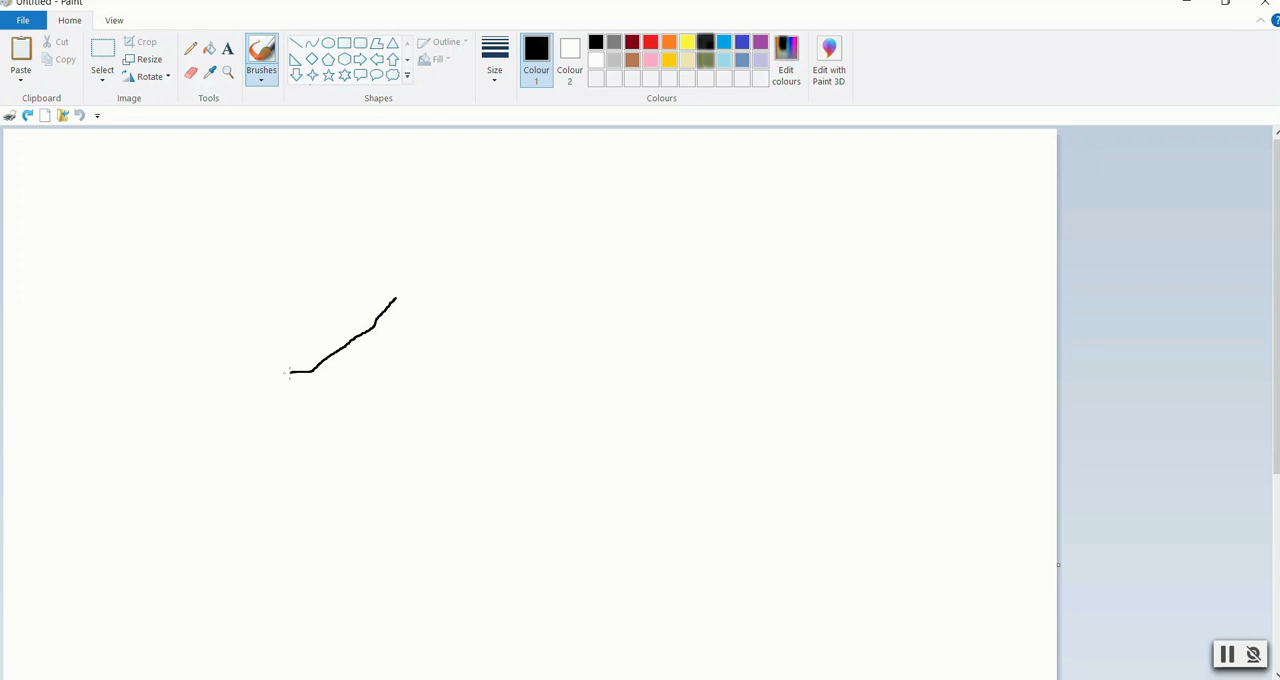 Untitled - Paint
File Home View
Paste Cut Copy Select Crop Resize Rotate A Brushes Outline Fill Size Colour 1 Colour 2 Edit colours Edit with Paint 3D
Clipboard Image Tools Shapes Colours